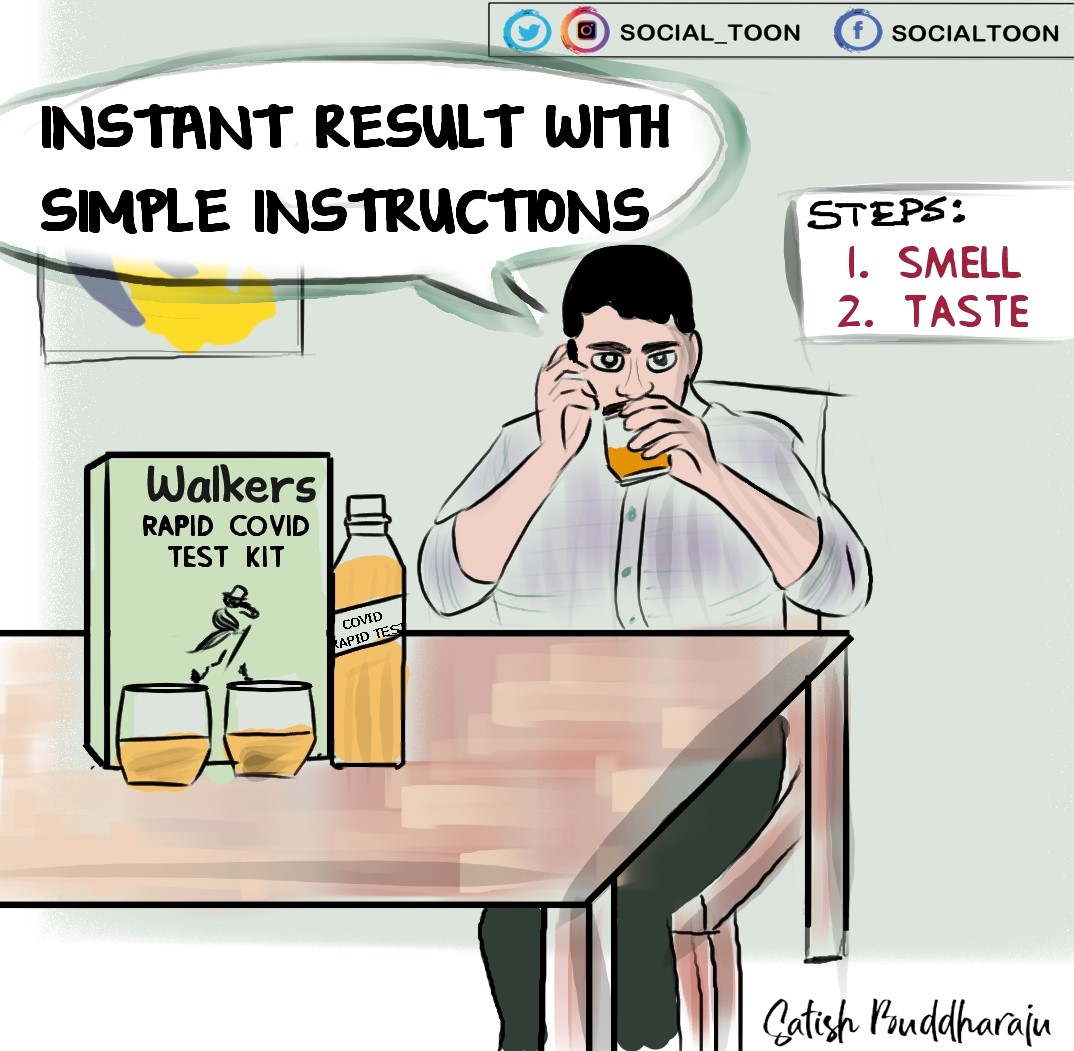 SOCIAL_TOON SOCIALTOON
INSTANT RESULT WITH
SIMPLE INSTRUCTIONS
STEPS:
1. SMELL
2. TASTE
Walkers
RAPID COVID
TEST KIT
COVID
RAPID TEST
Satish Buddharaju